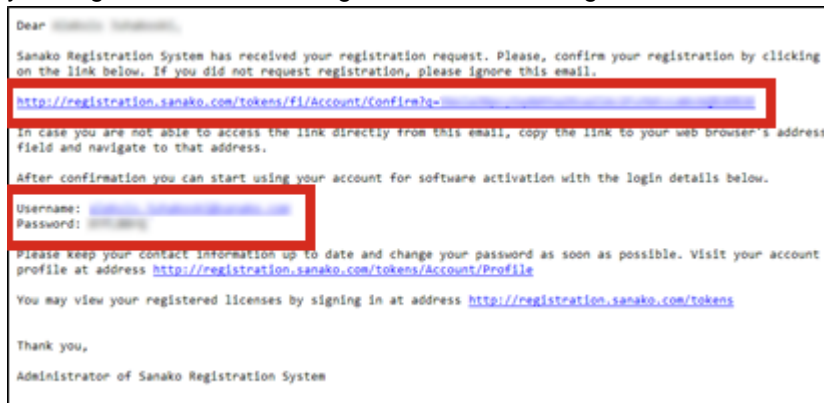 Dear
Sanako Registration System has received your registration request. Please, confirm your registration by clicking
on the link below. If you did not request registration, please ignore this email.
http://registration.sanako.com/tokens/fi/Account/Confirm?q=
In case you are not able to access the link directly from this email, copy the link to your web browser's address
field and navigate to that address.
After confirmation you can start using your account for software activation with the login details below.
Username:
Password:
Please keep your contact information up to date and change your password as soon as possible. Visit your account
profile at address http://registration.sanako.com/tokens/Account/Profile
You may view your registered licenses by signing in at address http://registration.sanako.com/tokens
Thank you,
Administrator of Sanako Registration System